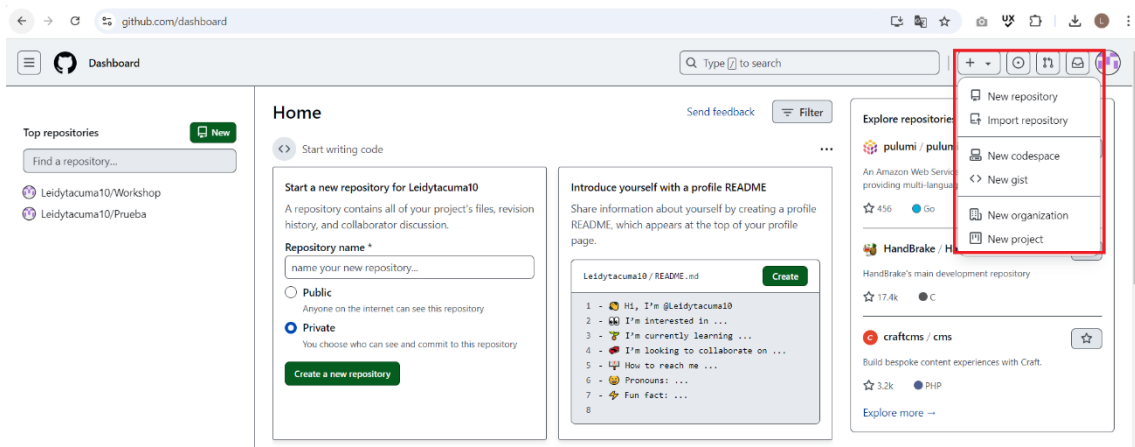 github.com/dashboard
Dashboard
Type / to search
Top repositories
New
Find a repository...
Leidytacuma10/Workshop
Leidytacuma10/Prueba
Home
Send feedback
Filter
Start writing code
Start a new repository for Leidytacuma10
A repository contains all of your project's files, revision
history, and collaborator discussion.
Repository name *
name your new repository...
Public
Anyone on the internet can see this repository
Private
You choose who can see and commit to this repository
Create a new repository
Introduce yourself with a profile README
Share information about yourself by creating a profile
README, which appears at the top of your profile
page.
Leidytacuma10 / README.md
Create
1 - 👋 Hi, I'm @Leidytacuma10
2 - 👀 I'm interested in ...
3 - 🌱 I'm currently learning ...
4 - 💞️ I'm looking to collaborate on ...
5 - 📫 How to reach me ...
6 - 😄 Pronouns: ...
7 - ⚡ Fun fact: ...
8
Explore repositories
pulumi / pulum
An Amazon Web Servic
providing multi-langua
456
Go
HandBrake / H
HandBrake's main development repository
17.4k
C
craftcms / cms
Build bespoke content experiences with Craft.
3.2k
PHP
Explore more →
New repository
Import repository
New codespace
New gist
New organization
New project